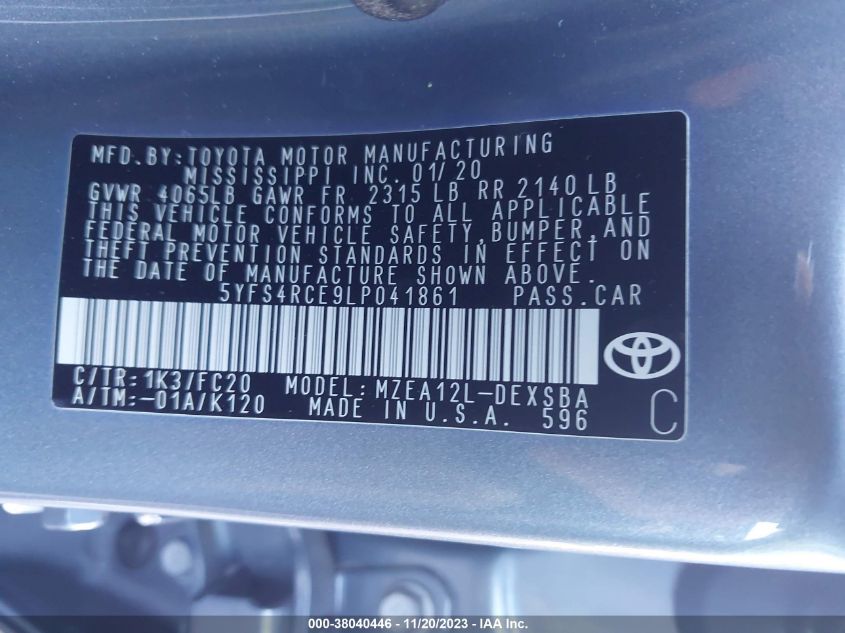 MFD.BY:TOYOTA MOTOR MANUFACTURING
MISSISSIPPI INC. 01/20
GVWR 4065LB GAWR FR 2315 LB RR 2140 LB
THIS VEHICLE CONFORMS TO ALL APPLICABLE
FEDERAL MOTOR VEHICLE SAFETY,BUMPER,AND
THEFT PREVENTION STANDARDS IN EFFECT ON
THE DATE OF MANUFACTURE SHOWN ABOVE.
5YFS4RCE9LP041861 PASS.CAR
C/TR:1K3/FC20 MODEL:MZEA12L-DEXSBA
A/TM:-01A/K120 MADE IN U.S.A. 596
C
000-38040446 - 11/20/2023 - IAA Inc.